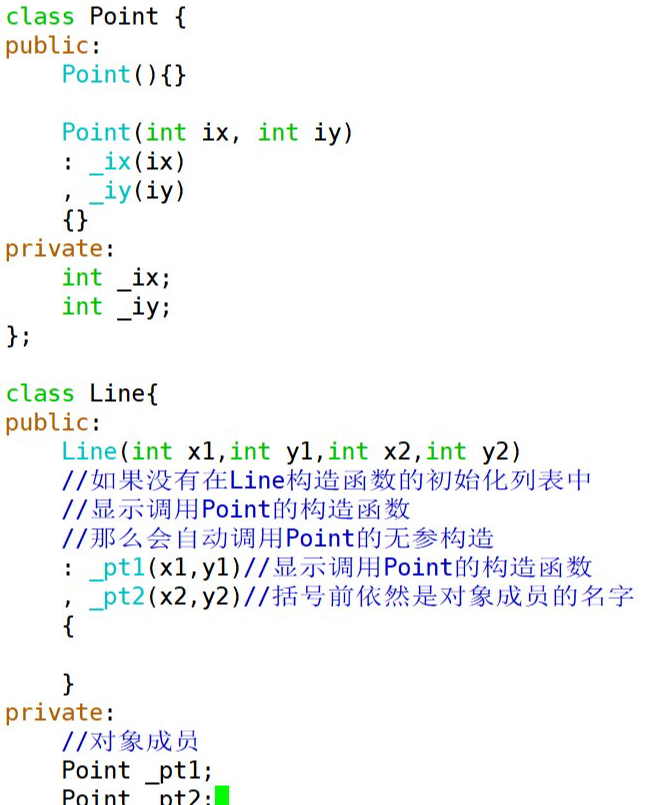 class Point {
public:
    Point(){}

    Point(int ix, int iy)
    : _ix(ix)
    , _iy(iy)
    {}
private:
    int _ix;
    int _iy;
};

class Line{
public:
    Line(int x1,int y1,int x2,int y2)
    //如果没有在Line构造函数的初始化列表中
    //显示调用Point的构造函数
    //那么会自动调用Point的无参构造
    : _pt1(x1,y1)//显示调用Point的构造函数
    , _pt2(x2,y2)//括号前依然是对象成员的名字
    {

    }
private:
    //对象成员
    Point _pt1;
    Point _pt2;